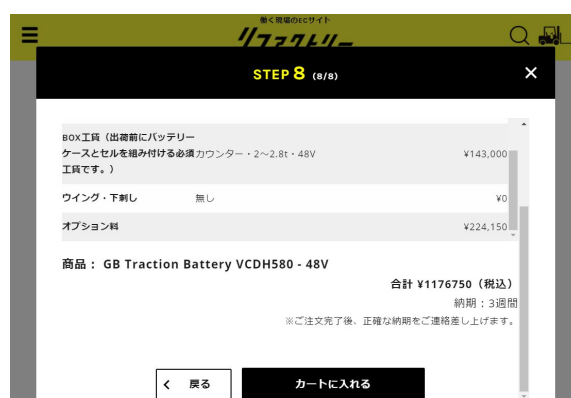 働く現場のECサイト
リファクトリー
STEP 8 (8/8)
×
BOX工賃（出荷前にバッテリー
ケースとセルを組み付ける必須カウンター・2〜2.8t・48V ¥143,000
工賃です。）
ウイング・下刺し 無し ¥0
オプション料 ¥224,150
商品： GB Traction Battery VCDH580 - 48V
合計 ¥1176750（税込）
納期：3週間
※ご注文完了後、正確な納期をご連絡差し上げます。
戻る カートに入れる